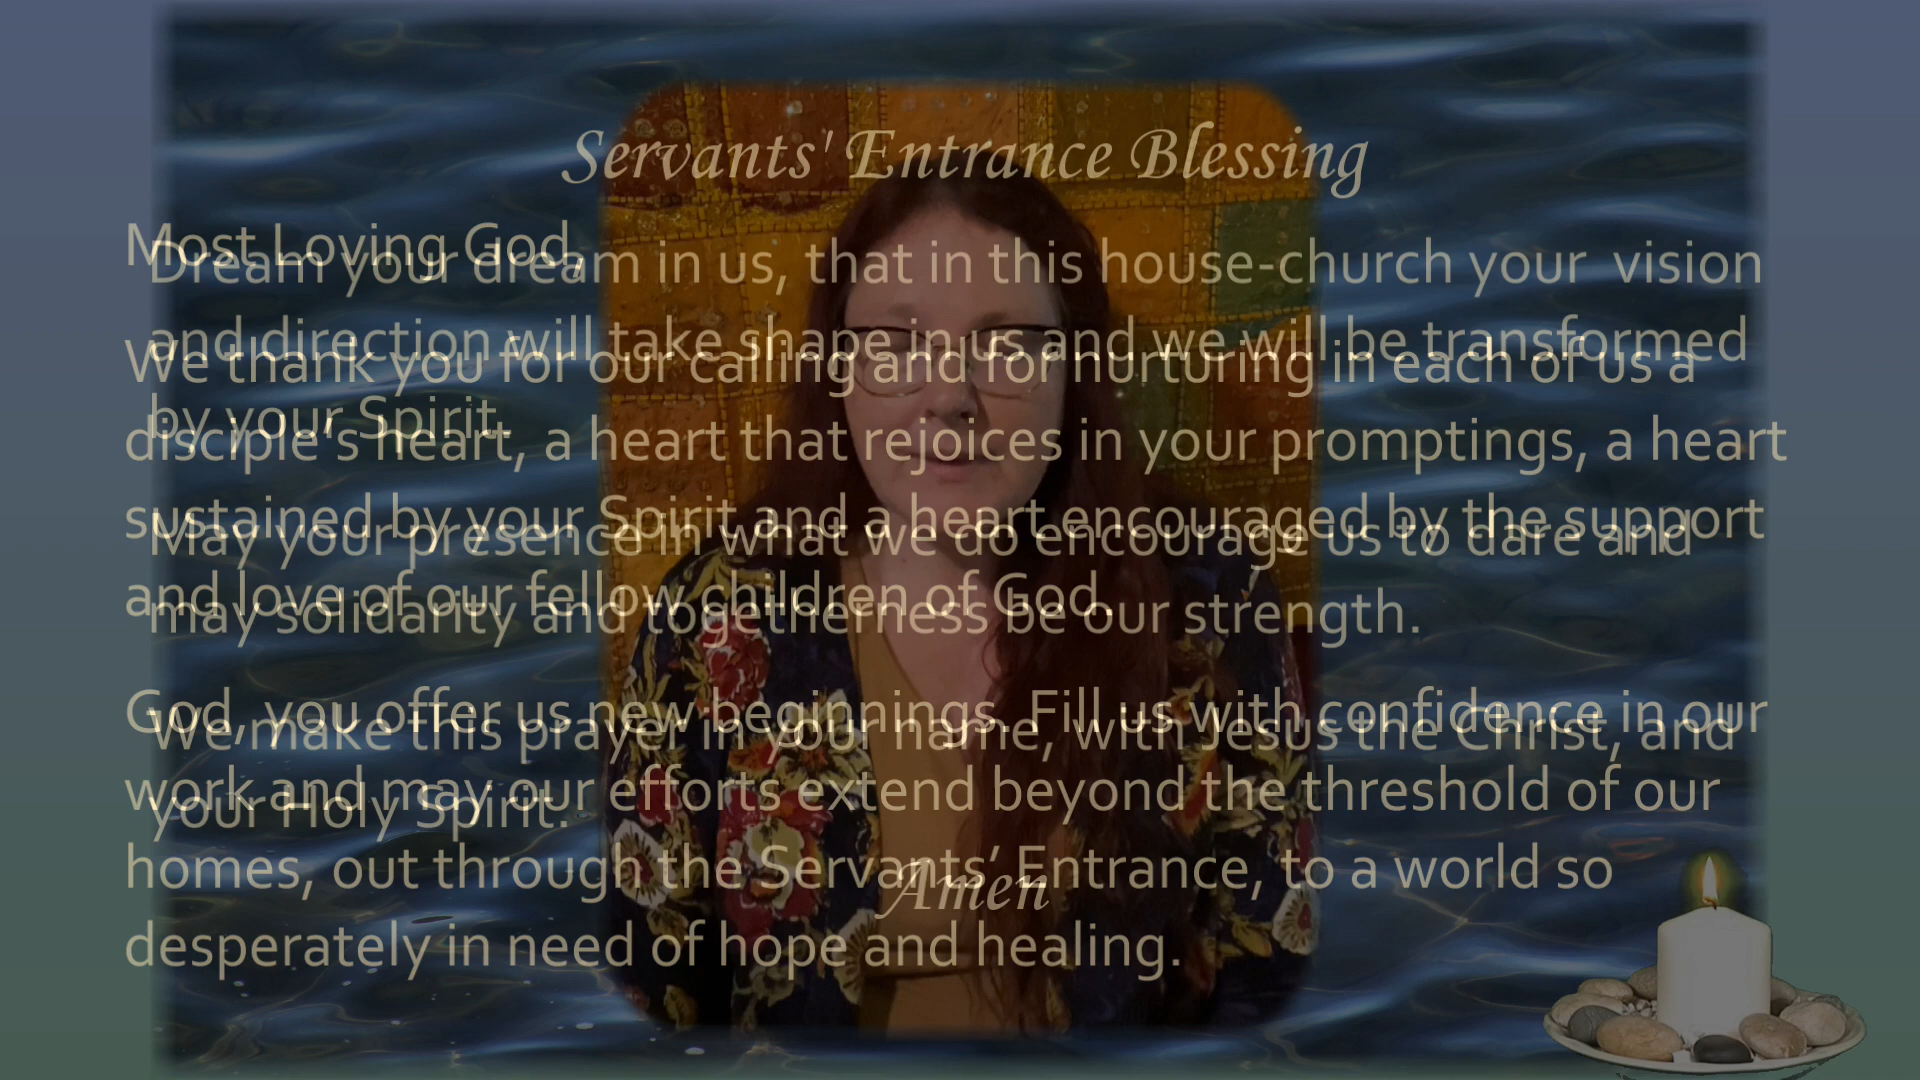 Servants' Entrance Blessing
Most Loving God,
We thank you for our calling and for nurturing in each of us a
disciple’s heart, a heart that rejoices in your promptings, a heart
sustained by your Spirit and a heart encouraged by the support
and love of our fellow children of God.
God, you offer us new beginnings. Fill us with confidence in our
work and may our efforts extend beyond the threshold of our
homes, out through the Servants’ Entrance, to a world so
desperately in need of hope and healing.
Dream your dream in us, that in this house-church your vision
and direction will take shape in us and we will be transformed
by your Spirit.
May your presence in what we do encourage us to dare and
may solidarity and togetherness be our strength.
We make this prayer in your name, with Jesus the Christ, and
your Holy Spirit.
Amen